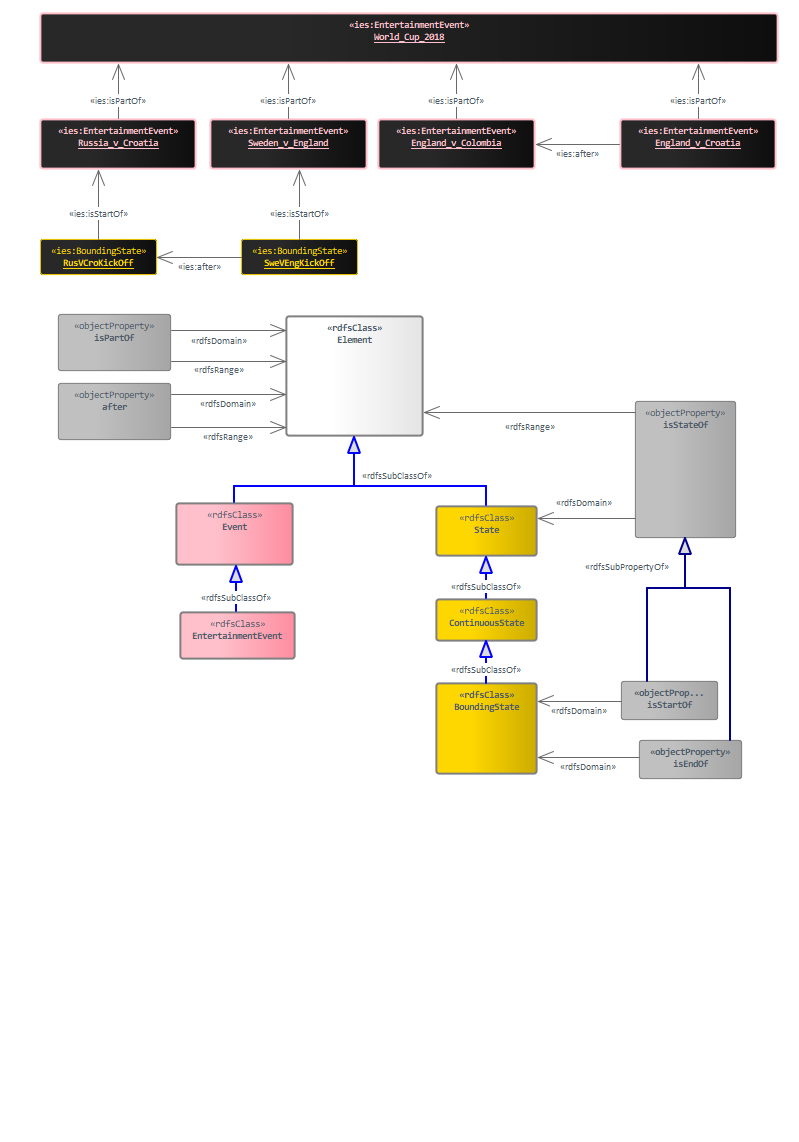 «ies:EntertainmentEvent»
World_Cup_2018
«ies:isPartOf»
«ies:isPartOf»
«ies:isPartOf»
«ies:isPartOf»
«ies:EntertainmentEvent»
Russia_v_Croatia
«ies:EntertainmentEvent»
Sweden_v_England
«ies:EntertainmentEvent»
England_v_Colombia
«ies:EntertainmentEvent»
England_v_Croatia
«ies:after»
«ies:isStartOf»
«ies:isStartOf»
«ies:BoundingState»
RusVCroKickOff
«ies:BoundingState»
SweVEngKickOff
«ies:after»
«objectProperty»
isPartOf
«rdfsDomain»
«rdfsRange»
«rdfsClass»
Element
«objectProperty»
after
«rdfsDomain»
«rdfsRange»
«objectProperty»
isStateOf
«rdfsRange»
«rdfsSubClassOf»
«rdfsClass»
Event
«rdfsClass»
State
«rdfsDomain»
«rdfsSubPropertyOf»
«rdfsSubClassOf»
«rdfsSubClassOf»
«rdfsClass»
EntertainmentEvent
«rdfsClass»
ContinuousState
«rdfsSubClassOf»
«rdfsClass»
BoundingState
«objectProp...
isStartOf
«rdfsDomain»
«objectProperty»
isEndOf
«rdfsDomain»